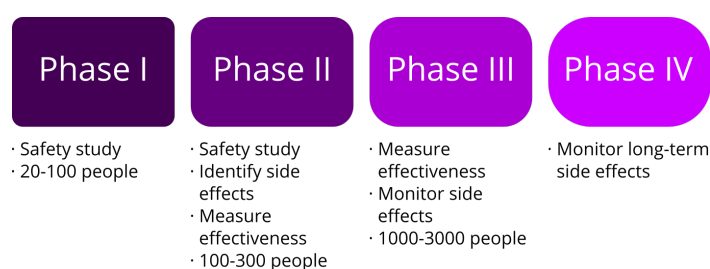 Phase I
· Safety study
· 20-100 people
Phase II
· Safety study
· Identify side
effects
· Measure
effectiveness
· 100-300 people
Phase III
· Measure
effectiveness
· Monitor side
effects
· 1000-3000 people
Phase IV
· Monitor long-term
side effects